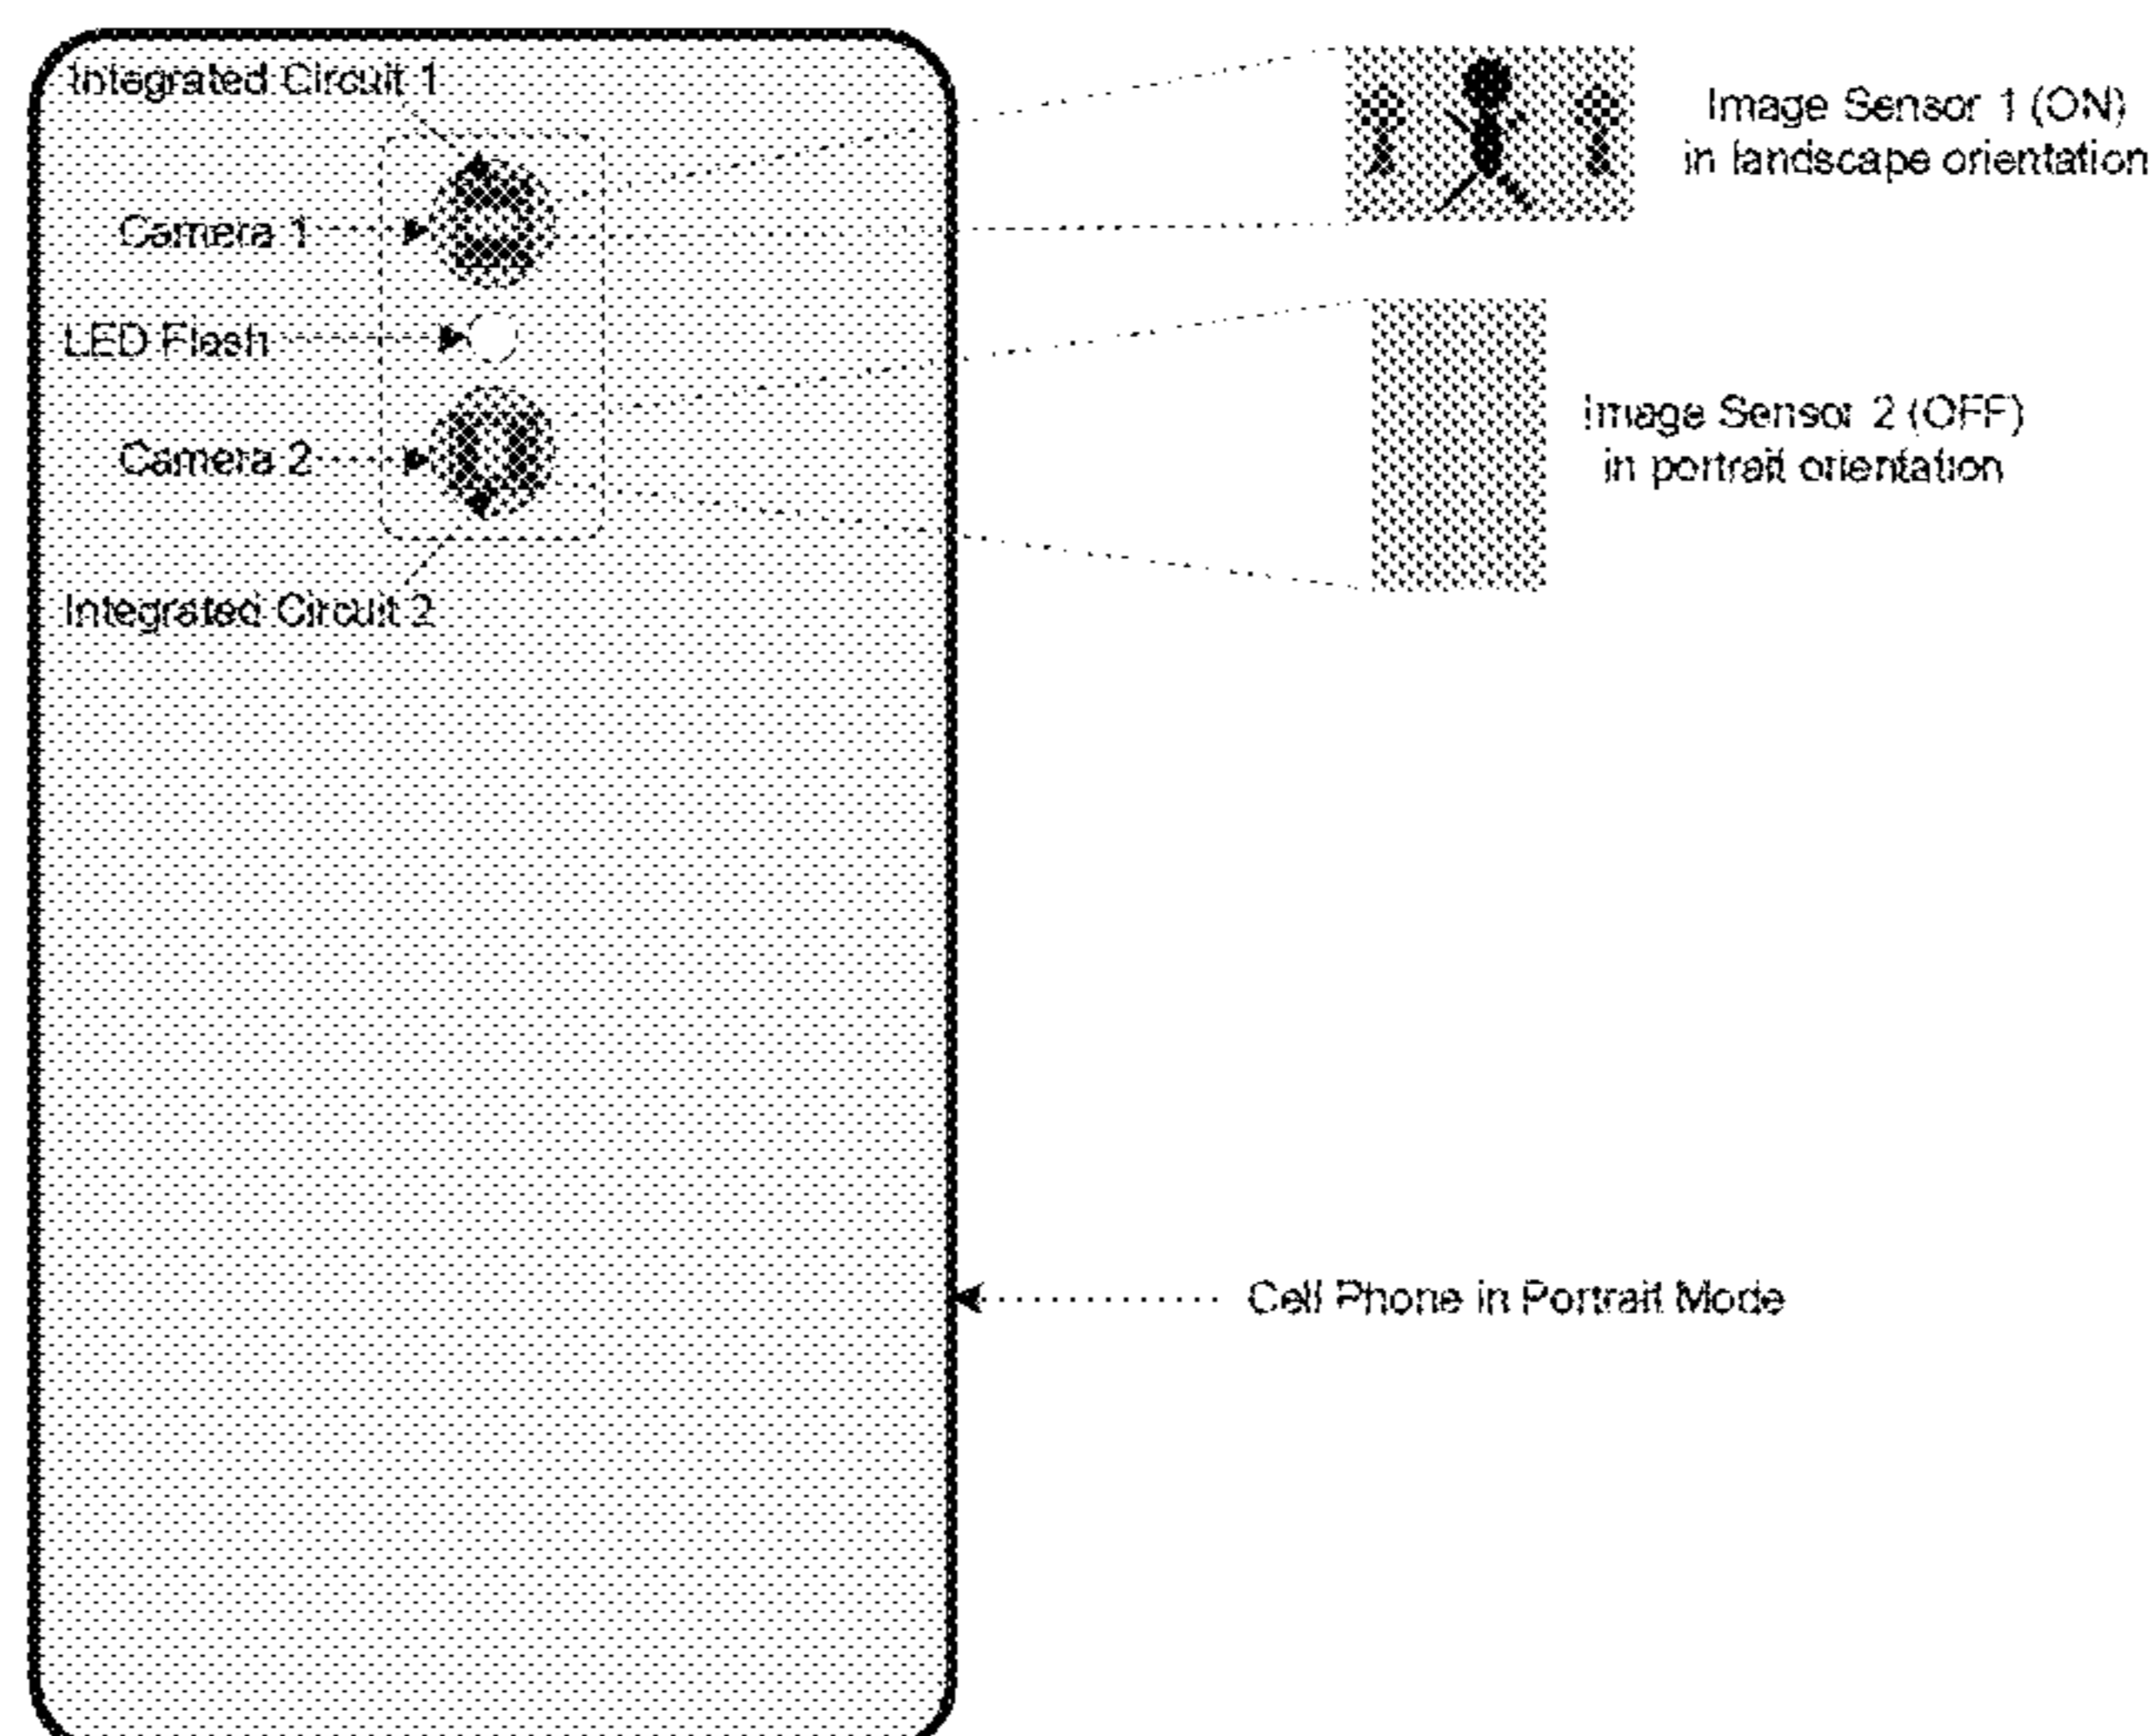 Integrated Circuit 1
Camera 1
LED Flash
Camera 2
Integrated Circuit 2
Image Sensor 1 (ON)
in landscape orientation
Image Sensor 2 (OFF)
in portrait orientation
Cell Phone in Portrait Mode